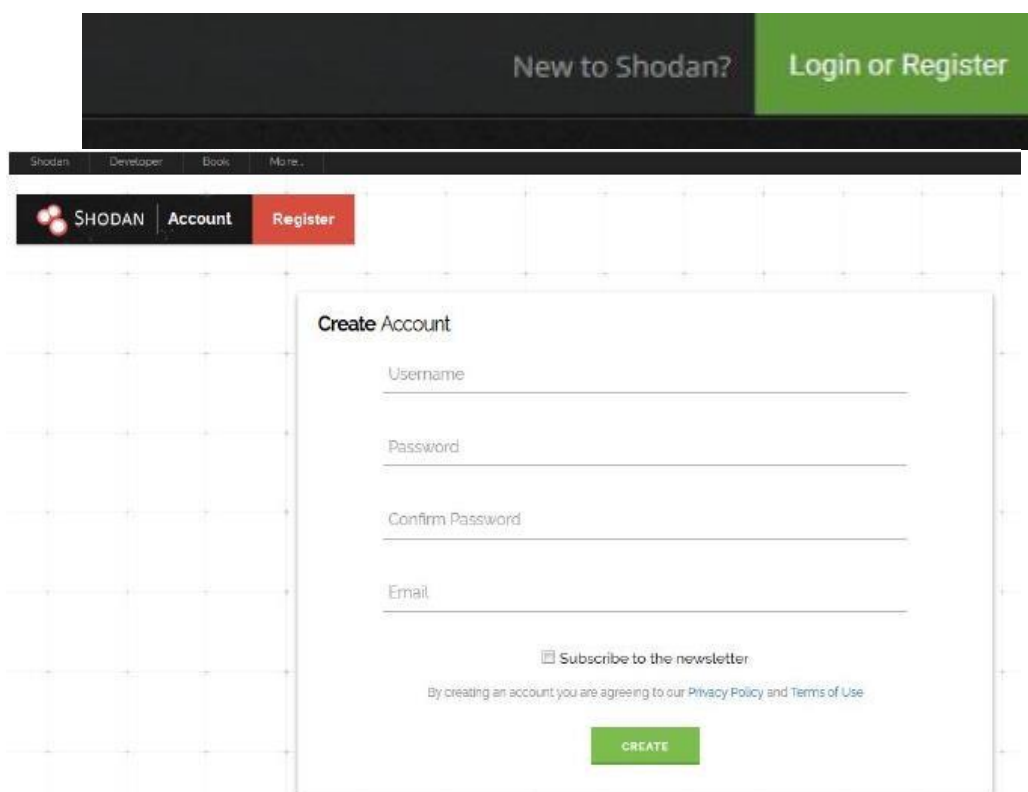 New to Shodan? Login or Register
Shodan Developer Book More...
SHODAN Account Register
Create Account
Username
Password
Confirm Password
Email
Subscribe to the newsletter
By creating an account you are agreeing to our Privacy Policy and Terms of Use
CREATE